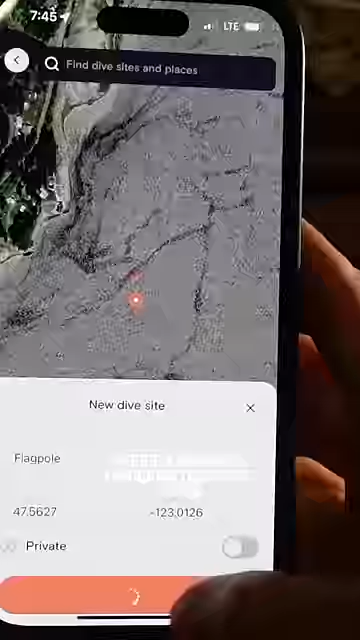 7:45
LTE
Find dive sites and places
New dive site
Flagpole
47.5627 -123.0126
Private